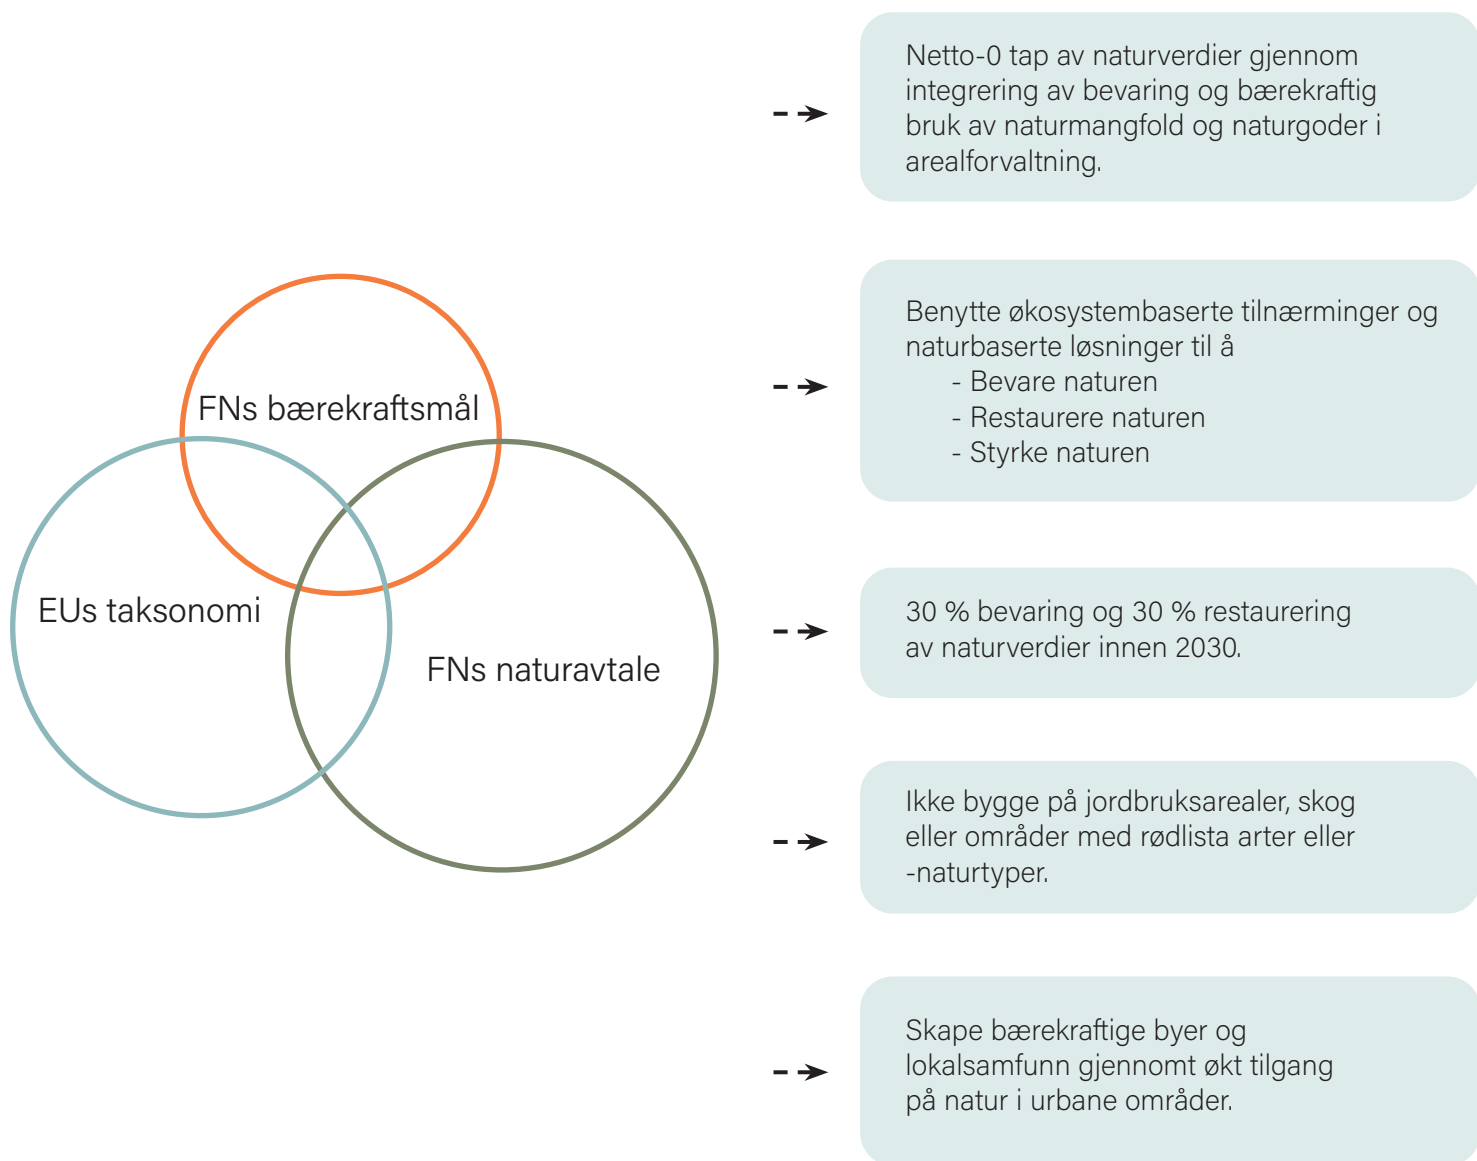 Netto-0 tap av naturverdier gjennom
integrering av bevaring og bærekraftig
bruk av naturmangfold og naturgoder i
arealforvaltning.
Benytte økosystembaserte tilnærminger og
naturbaserte løsninger til å
- Bevare naturen
- Restaurere naturen
- Styrke naturen
FNs bærekraftsmål
EUs taksonomi
FNs naturavtale
30 % bevaring og 30 % restaurering
av naturverdier innen 2030.
Ikke bygge på jordbruksarealer, skog
eller områder med rødlista arter eller
-naturtyper.
Skape bærekraftige byer og
lokalsamfunn gjennomt økt tilgang
på natur i urbane områder.